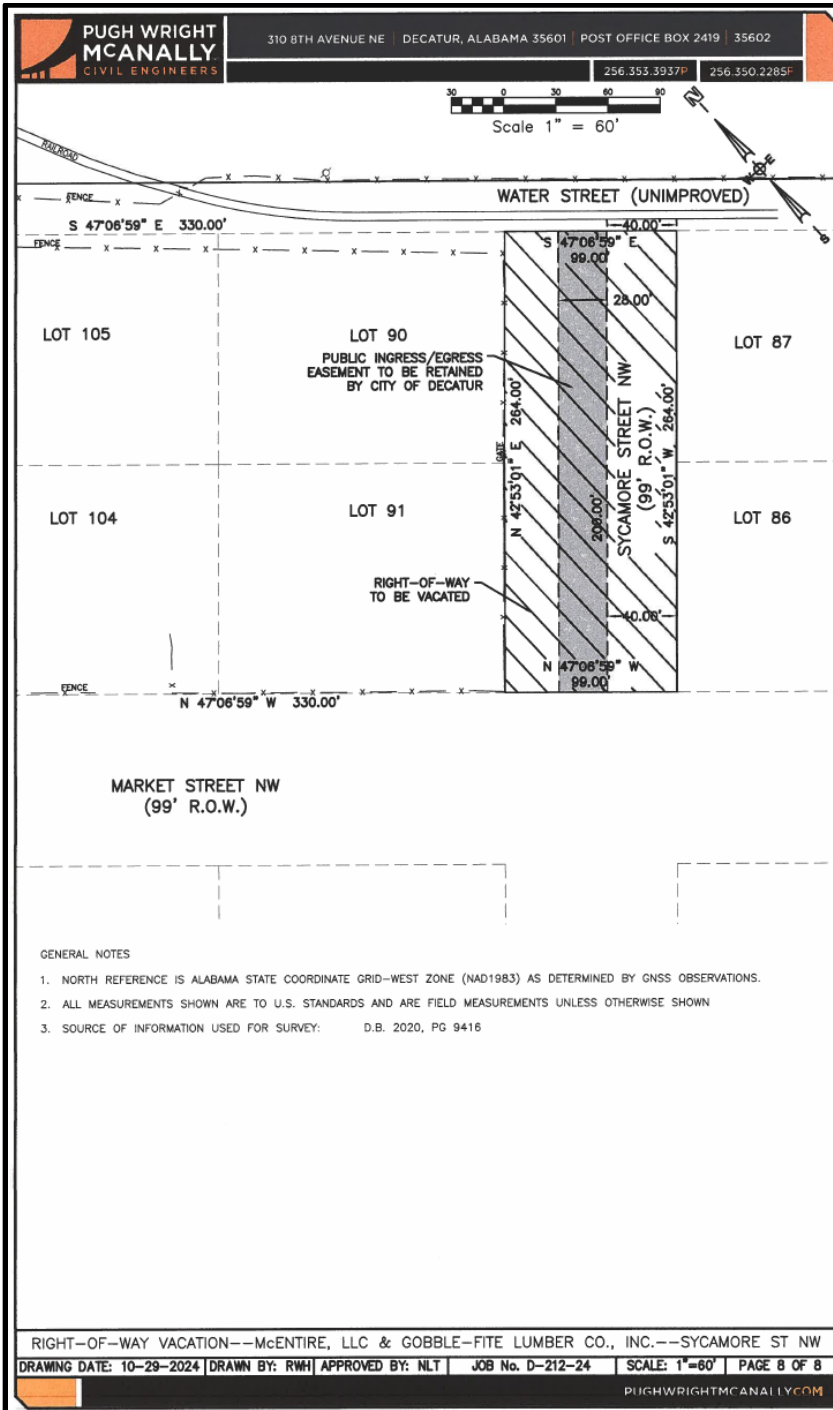 PUGH WRIGHT
MCANALLY
CIVIL ENGINEERS
310 8TH AVENUE NE | DECATUR, ALABAMA 35601 | POST OFFICE BOX 2419 | 35602
256.353.3937P
256.350.2285F
30 0 30 60 90
Scale 1" = 60'
N
E
W
S
RAILROAD
FENCE
WATER STREET (UNIMPROVED)
S 47°06'59" E 330.00'
40.00'
FENCE
S 47°06'59" E
99.00'
28.00'
LOT 105
LOT 90
LOT 87
PUBLIC INGRESS/EGRESS
EASEMENT TO BE RETAINED
BY CITY OF DECATUR
GATE
N 42°53'01" E 264.00'
SYCAMORE STREET NW
(99' R.O.W.)
S 42°53'01" W 264.00'
LOT 104
LOT 91
LOT 86
RIGHT-OF-WAY
TO BE VACATED
40.00'
N 47°06'59" W
99.00'
FENCE
N 47°06'59" W 330.00'
MARKET STREET NW
(99' R.O.W.)
GENERAL NOTES
1. NORTH REFERENCE IS ALABAMA STATE COORDINATE GRID-WEST ZONE (NAD1983) AS DETERMINED BY GNSS OBSERVATIONS.
2. ALL MEASUREMENTS SHOWN ARE TO U.S. STANDARDS AND ARE FIELD MEASUREMENTS UNLESS OTHERWISE SHOWN
3. SOURCE OF INFORMATION USED FOR SURVEY: D.B. 2020, PG 9416
RIGHT-OF-WAY VACATION--McENTIRE, LLC & GOBBLE-FITE LUMBER CO., INC.--SYCAMORE ST NW
DRAWING DATE: 10-29-2024 DRAWN BY: RWH APPROVED BY: NLT JOB No. D-212-24 SCALE: 1"=60' PAGE 8 OF 8
PUGHWRIGHTMCANALLY.COM